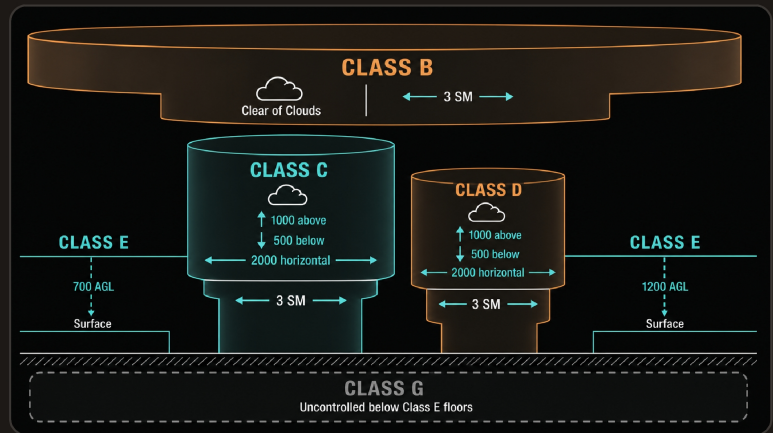 CLASS B
Clear of Clouds
3 SM
CLASS C
1000 above
500 below
2000 horizontal
3 SM
CLASS D
1000 above
500 below
2000 horizontal
3 SM
CLASS E
700 AGL
Surface
CLASS E
1200 AGL
Surface
CLASS G
Uncontrolled below Class E floors